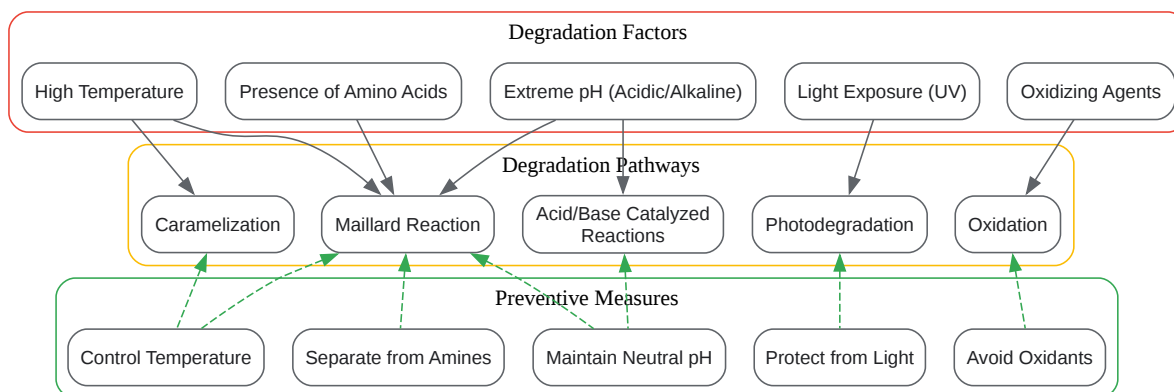 Degradation Factors
High Temperature
Presence of Amino Acids
Extreme pH (Acidic/Alkaline)
Light Exposure (UV)
Oxidizing Agents
Degradation Pathways
Caramelization
Maillard Reaction
Acid/Base Catalyzed
Reactions
Photodegradation
Oxidation
Preventive Measures
Control Temperature
Separate from Amines
Maintain Neutral pH
Protect from Light
Avoid Oxidants